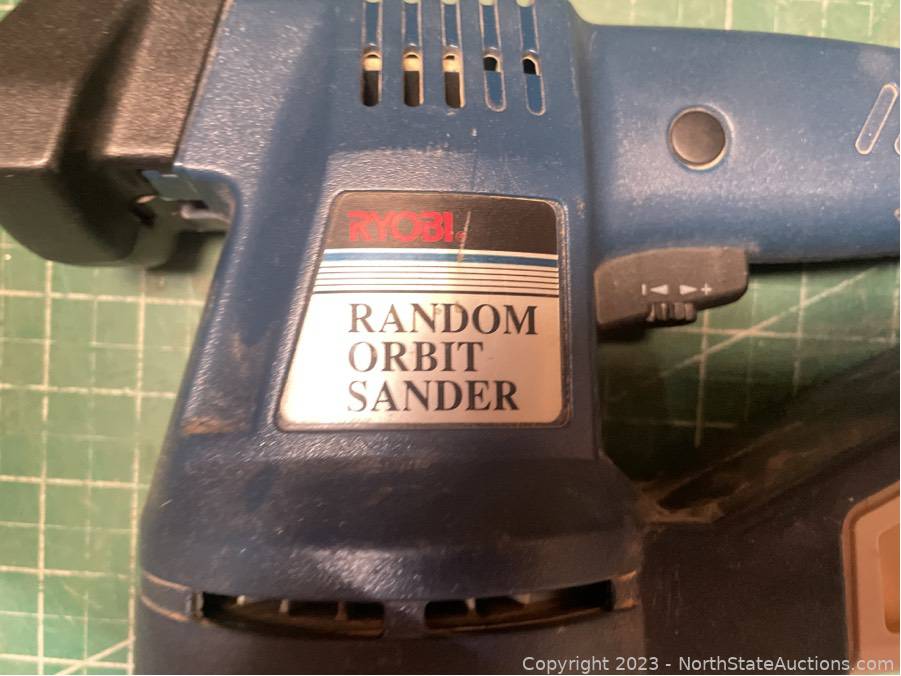 RYOBI®
- +
RANDOM
ORBIT
SANDER
Copyright 2023 - NorthStateAuctions.com